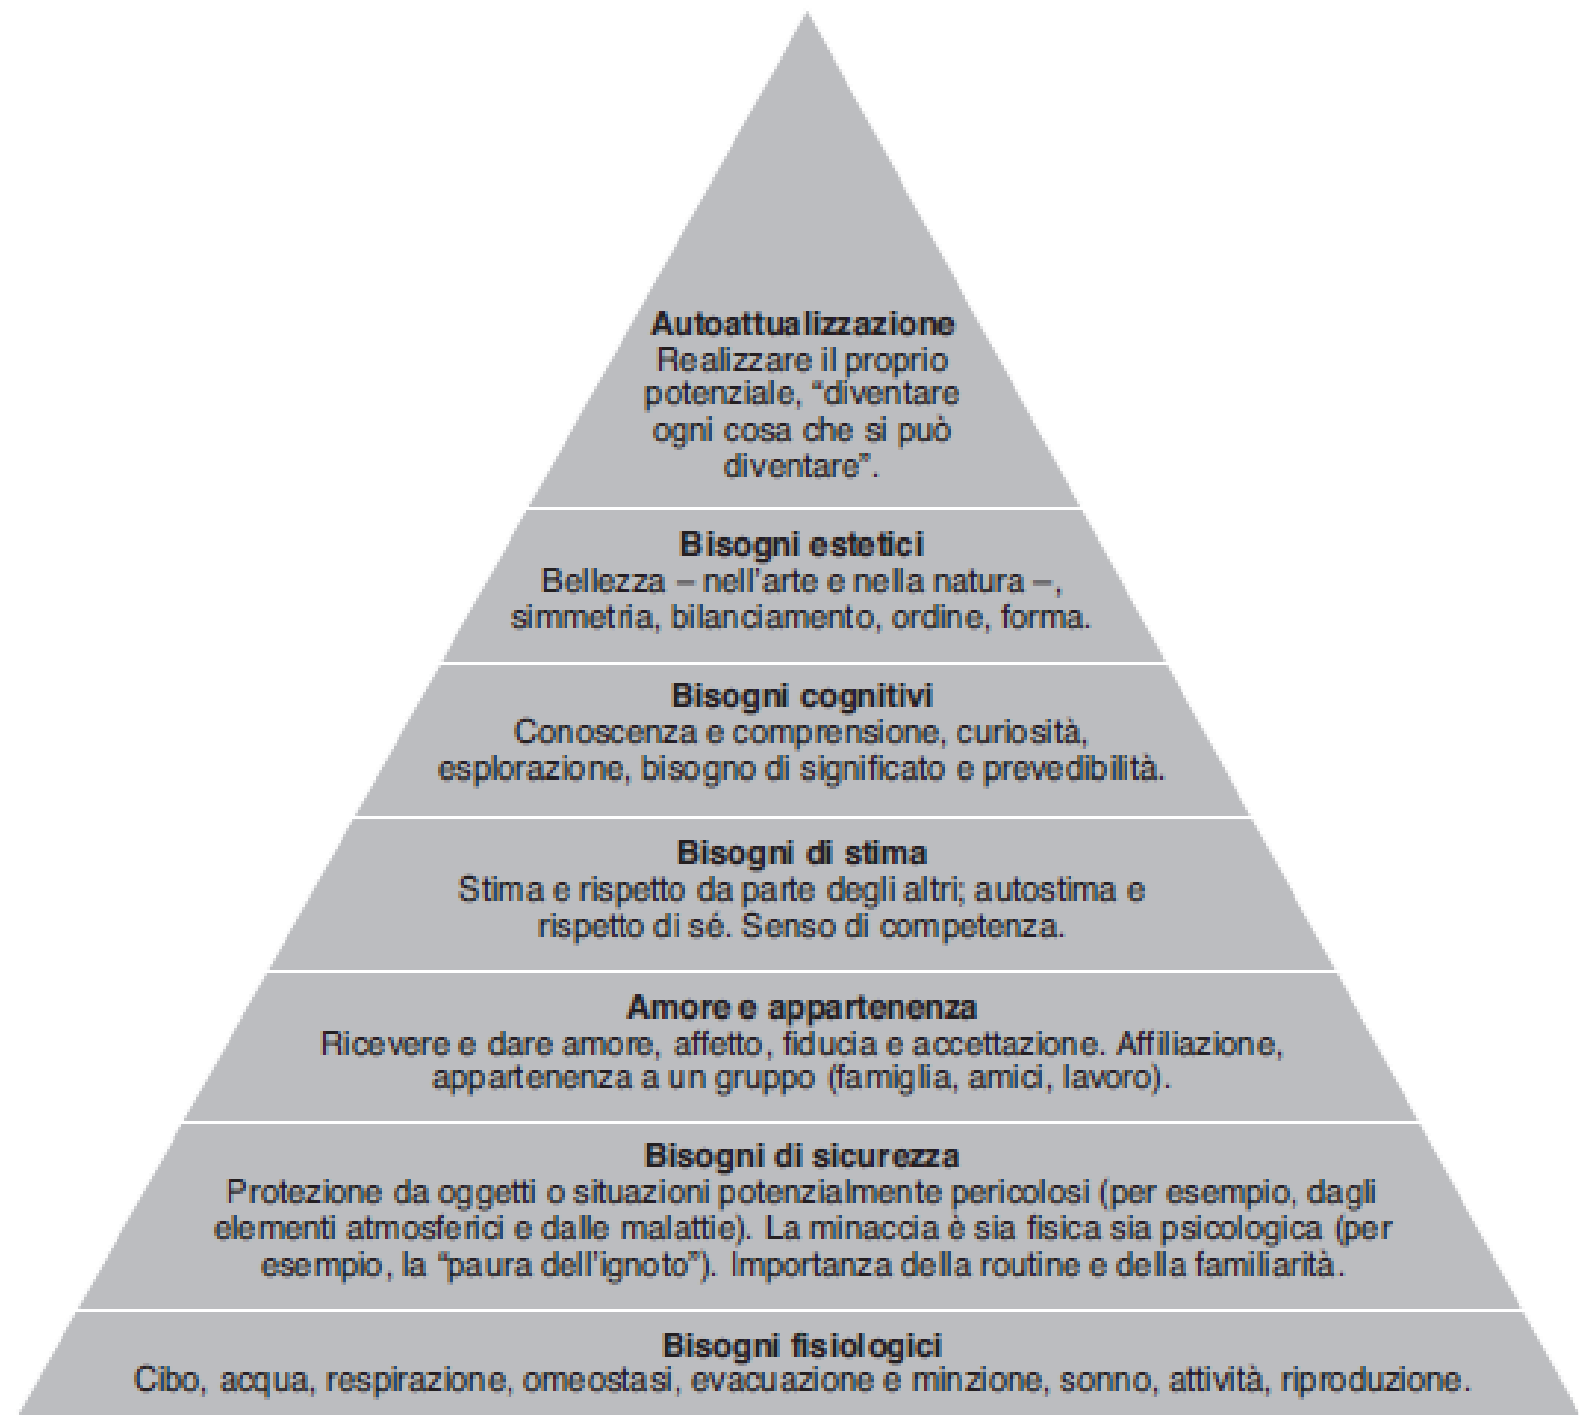 Autoattualizzazione
Realizzare il proprio
potenziale, “diventare
ogni cosa che si può
diventare”.
Bisogni estetici
Bellezza – nell’arte e nella natura –,
simmetria, bilanciamento, ordine, forma.
Bisogni cognitivi
Conoscenza e comprensione, curiosità,
esplorazione, bisogno di significato e prevedibilità.
Bisogni di stima
Stima e rispetto da parte degli altri; autostima e
rispetto di sé. Senso di competenza.
Amore e appartenenza
Ricevere e dare amore, affetto, fiducia e accettazione. Affiliazione,
appartenenza a un gruppo (famiglia, amici, lavoro).
Bisogni di sicurezza
Protezione da oggetti o situazioni potenzialmente pericolosi (per esempio, dagli
elementi atmosferici e dalle malattie). La minaccia è sia fisica sia psicologica (per
esempio, la “paura dell’ignoto”). Importanza della routine e della familiarità.
Bisogni fisiologici
Cibo, acqua, respirazione, omeostasi, evacuazione e minzione, sonno, attività, riproduzione.